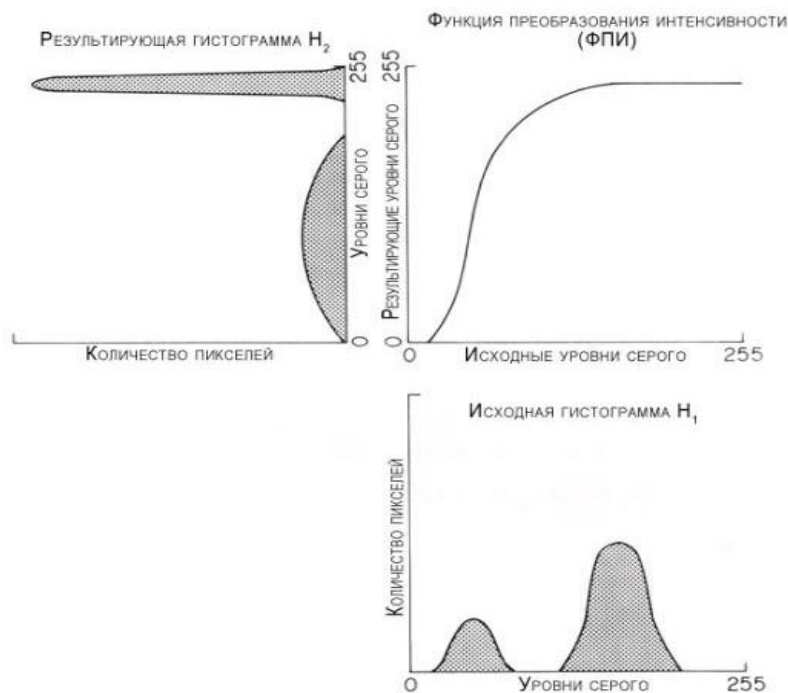 Функция преобразования интенсивности
(ФПИ)
Результирующая гистограмма H2
255
Уровни серого
0
Количество пикселей
255
Результирующие уровни серого
0
0
Исходные уровни серого
255
Исходная гистограмма H1
Количество пикселей
0
Уровни серого
255